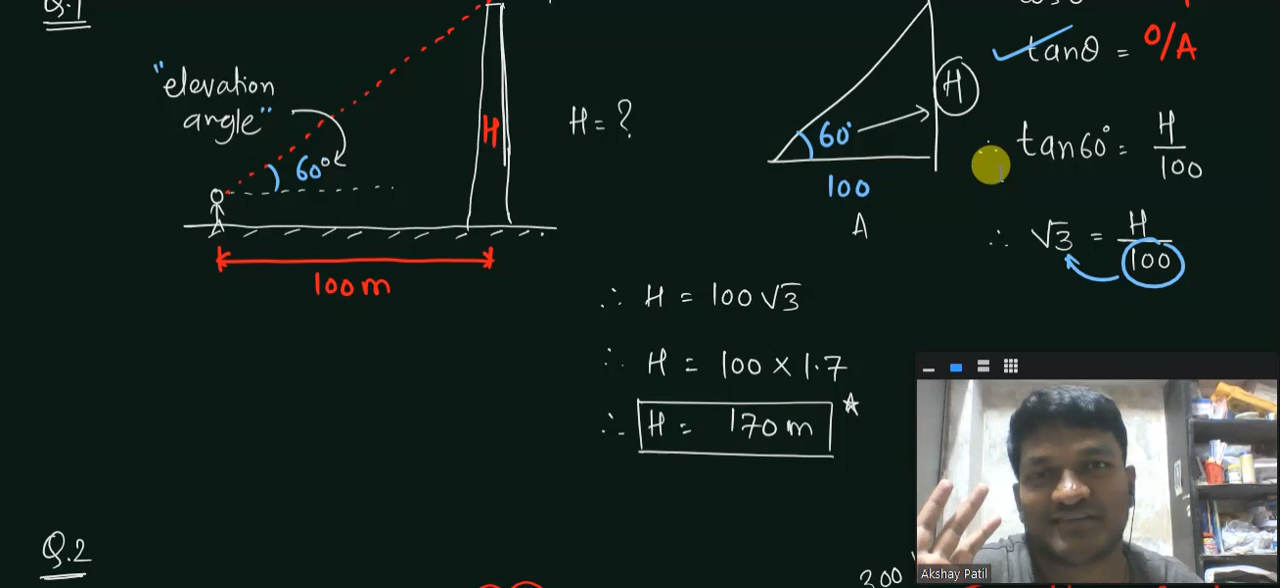 Q.1
"elevation
angle"
60°
H
100 m
H = ?
60°
H
100
A
tanθ = O/A
∴ tan60° = H/100
∴ √3 = H/100
∴ H = 100√3
∴ H = 100 × 1.7
∴ H = 170 m
Q.2
300
Akshay Patil